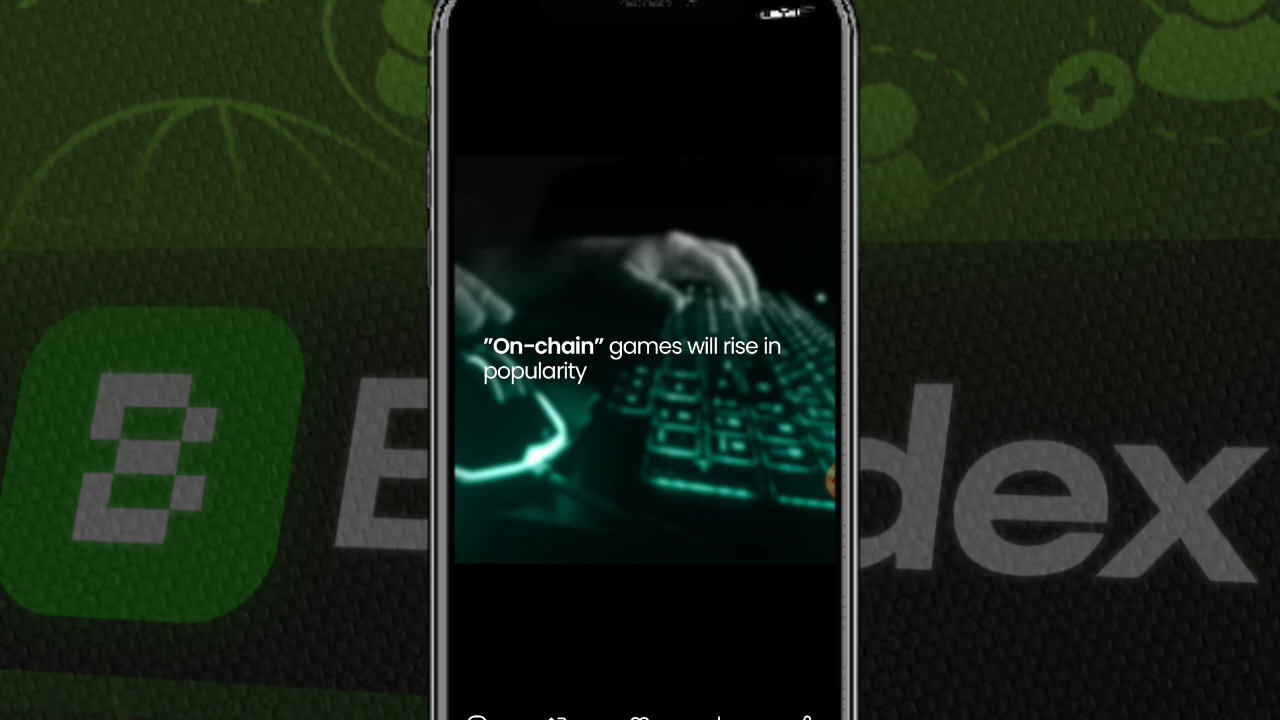 ”On-chain” games will rise in
popularity
dex